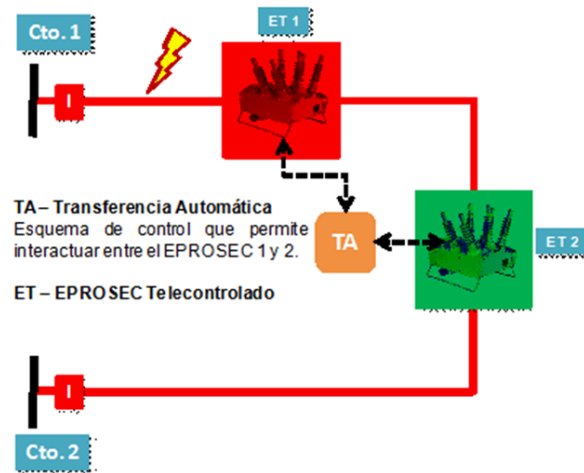 Cto. 1
ET 1
I
TA – Transferencia Automática
Esquema de control que permite
interactuar entre el EPROSEC 1 y 2.
TA
ET 2
ET – EPROSEC Telecontrolado
I
Cto. 2